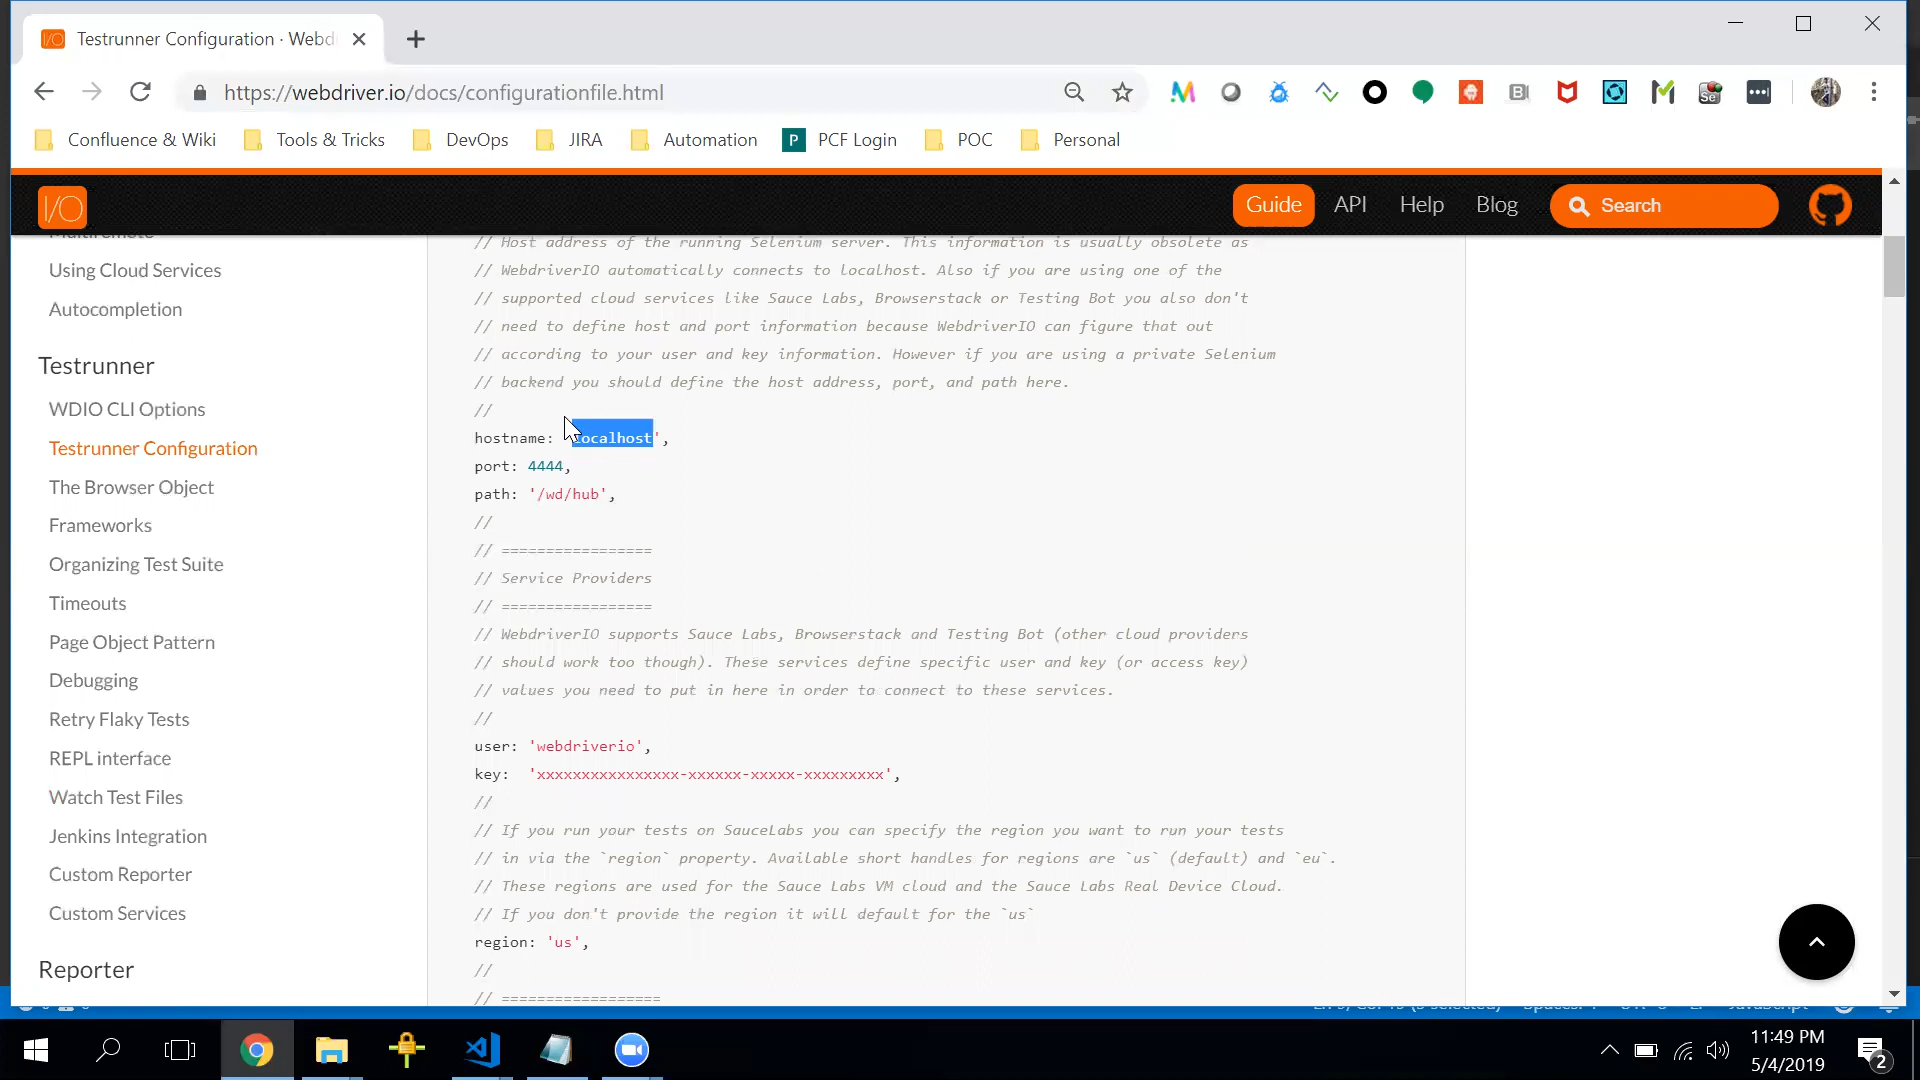 Testrunner Configuration · Webd
https://webdriver.io/docs/configurationfile.html
Confluence & Wiki
Tools & Tricks
DevOps
JIRA
Automation
P
PCF Login
POC
Personal
I/O
Guide
API
Help
Blog
Search
Multiremote
Using Cloud Services
Autocompletion
Testrunner
WDIO CLI Options
Testrunner Configuration
The Browser Object
Frameworks
Organizing Test Suite
Timeouts
Page Object Pattern
Debugging
Retry Flaky Tests
REPL interface
Watch Test Files
Jenkins Integration
Custom Reporter
Custom Services
Reporter
// Host address of the running Selenium server. This information is usually obsolete as
// WebdriverIO automatically connects to localhost. Also if you are using one of the
// supported cloud services like Sauce Labs, Browserstack or Testing Bot you also don't
// need to define host and port information because WebdriverIO can figure that out
// according to your user and key information. However if you are using a private Selenium
// backend you should define the host address, port, and path here.
//
hostname: 'localhost',
port: 4444,
path: '/wd/hub',
//
// =================
// Service Providers
// =================
// WebdriverIO supports Sauce Labs, Browserstack and Testing Bot (other cloud providers
// should work too though). These services define specific user and key (or access key)
// values you need to put in here in order to connect to these services.
//
user: 'webdriverio',
key:  'xxxxxxxxxxxxxxxx-xxxxxx-xxxxx-xxxxxxxxx',
//
// If you run your tests on SauceLabs you can specify the region you want to run your tests
// in via the `region` property. Available short handles for regions are `us` (default) and `eu`.
// These regions are used for the Sauce Labs VM cloud and the Sauce Labs Real Device Cloud.
// If you don't provide the region it will default for the `us`
region: 'us',
//
// ==================
11:49 PM
5/4/2019
2